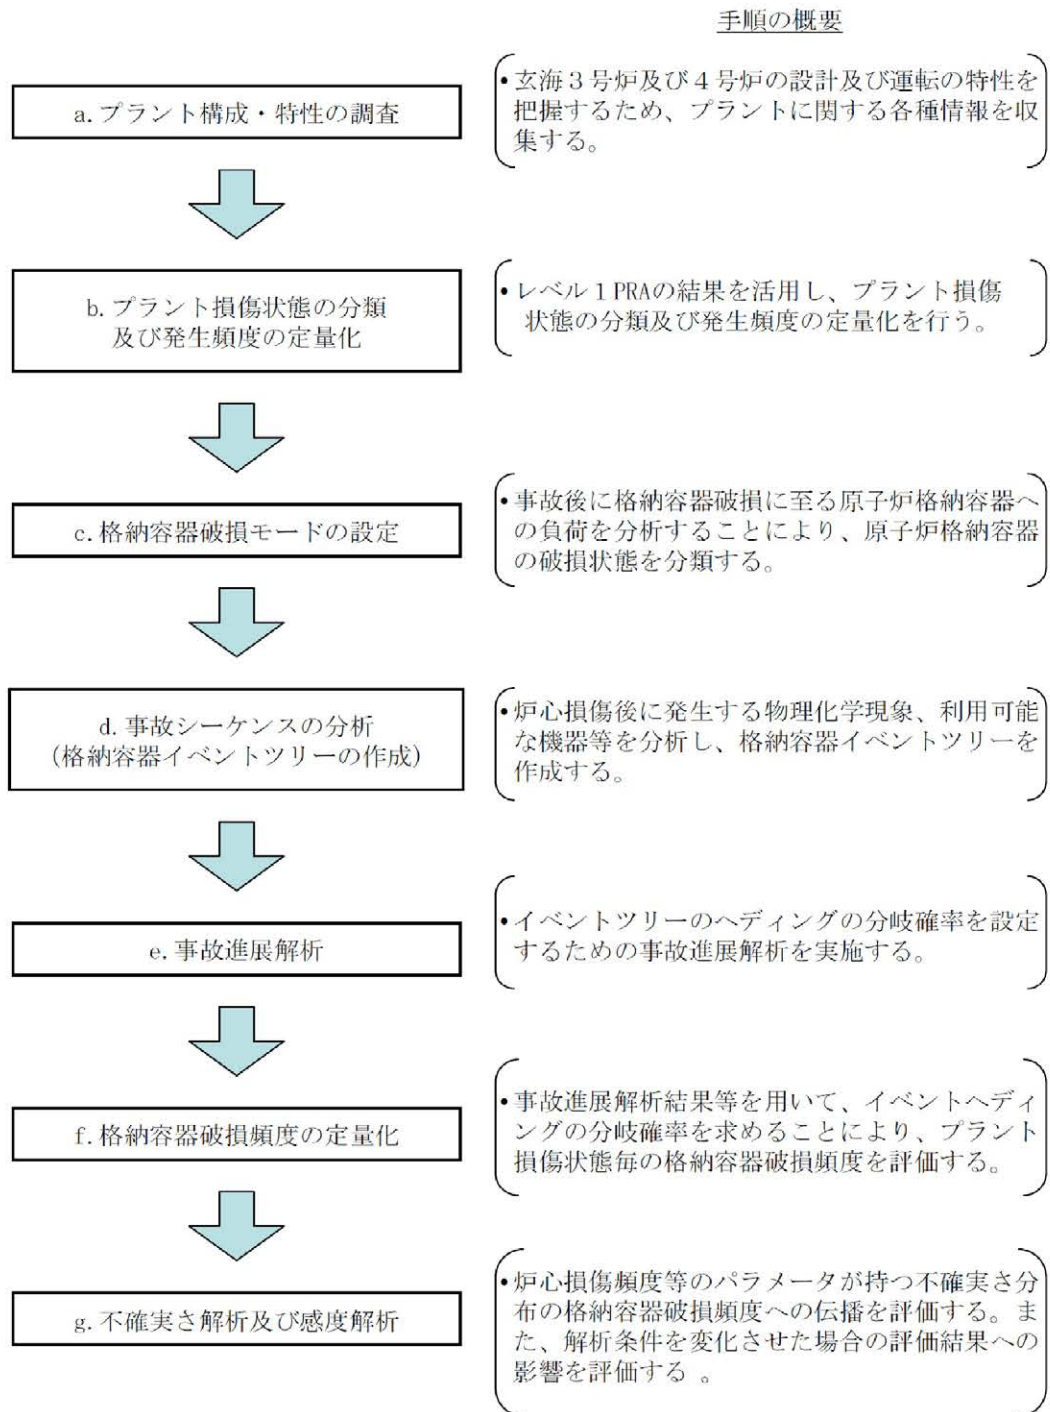 手順の概要
a.プラント構成・特性の調査
•玄海３号炉及び４号炉の設計及び運転の特性を
把握するため、プラントに関する各種情報を収
集する。
b.プラント損傷状態の分類
及び発生頻度の定量化
•レベル１PRAの結果を活用し、プラント損傷
状態の分類及び発生頻度の定量化を行う。
c.格納容器破損モードの設定
•事故後に格納容器破損に至る原子炉格納容器へ
の負荷を分析することにより、原子炉格納容器
の破損状態を分類する。
d.事故シーケンスの分析
(格納容器イベントツリーの作成)
•炉心損傷後に発生する物理化学現象、利用可能
な機器等を分析し、格納容器イベントツリーを
作成する。
e.事故進展解析
•イベントツリーのヘディングの分岐確率を設定
するための事故進展解析を実施する。
f.格納容器破損頻度の定量化
•事故進展解析結果等を用いて、イベントヘディ
ングの分岐確率を求めることにより、プラント
損傷状態毎の格納容器破損頻度を評価する。
g.不確実さ解析及び感度解析
•炉心損傷頻度等のパラメータが持つ不確実さ分
布の格納容器破損頻度への伝播を評価する。ま
た、解析条件を変化させた場合の評価結果への
影響を評価する 。